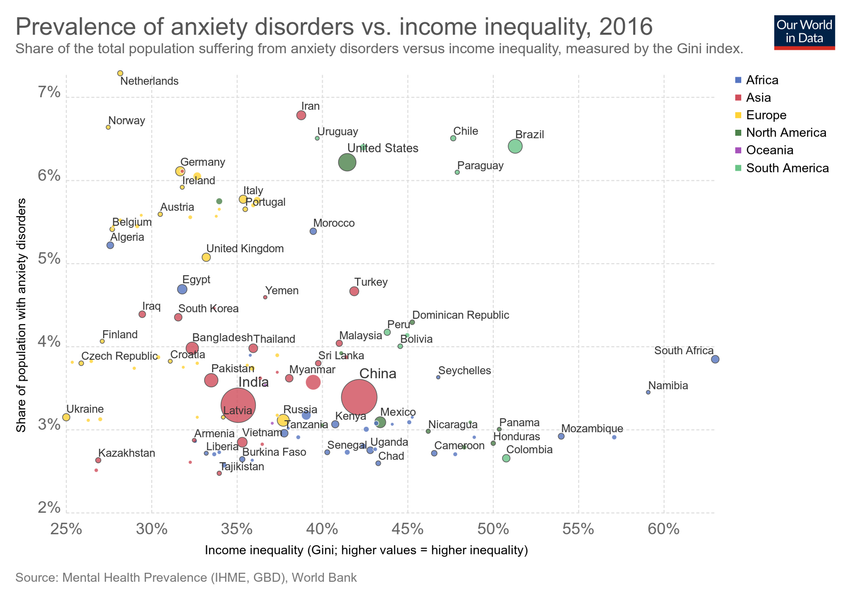 Prevalence of anxiety disorders vs. income inequality, 2016
Share of the total population suffering from anxiety disorders versus income inequality, measured by the Gini index.
Our World
in Data
Africa
Asia
Europe
North America
Oceania
South America
Share of population with anxiety disorders
7%
6%
5%
4%
3%
2%
Netherlands
Iran
Norway
Uruguay
Chile
Brazil
United States
Germany
Paraguay
Ireland
Italy
Portugal
Austria
Belgium
Morocco
Algeria
United Kingdom
Egypt
Turkey
Yemen
Iraq
South Korea
Dominican Republic
Peru
Finland
Bangladesh
Thailand
Malaysia
Bolivia
Czech Republic
Croatia
Sri Lanka
South Africa
Pakistan
Myanmar
Seychelles
India
China
Namibia
Ukraine
Latvia
Russia
Mexico
Tanzania
Kenya
Nicaragua
Panama
Mozambique
Armenia
Vietnam
Honduras
Liberia
Burkina Faso
Senegal
Uganda
Cameroon
Colombia
Kazakhstan
Chad
Tajikistan
25%
30%
35%
40%
45%
50%
55%
60%
Income inequality (Gini; higher values = higher inequality)
Source: Mental Health Prevalence (IHME, GBD), World Bank